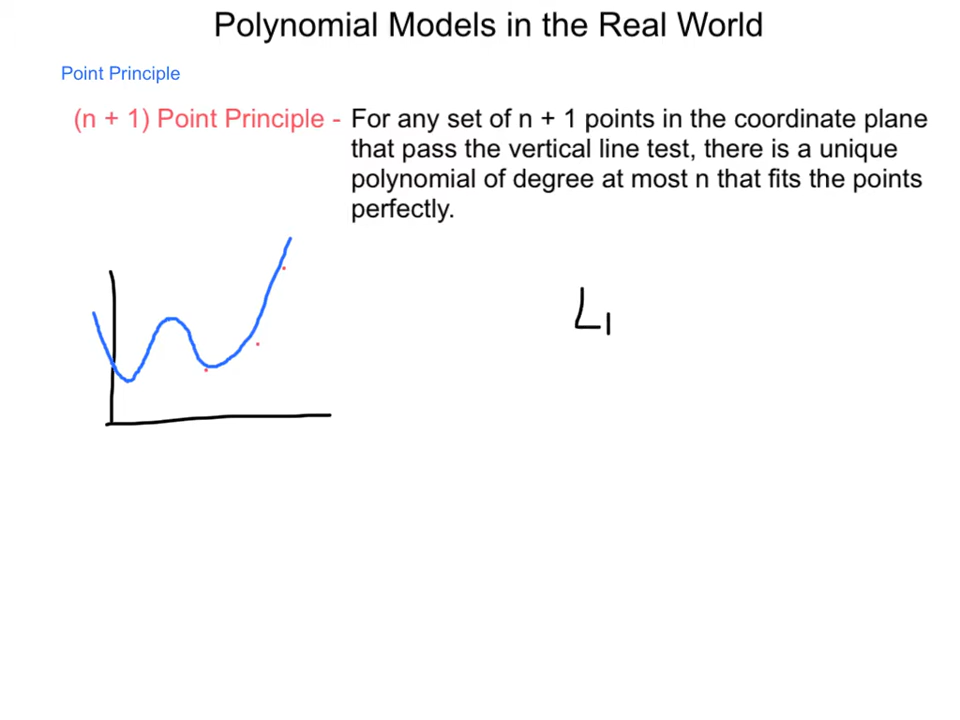 Polynomial Models in the Real World
Point Principle
(n + 1) Point Principle - For any set of n + 1 points in the coordinate plane
that pass the vertical line test, there is a unique
polynomial of degree at most n that fits the points
perfectly.
Li